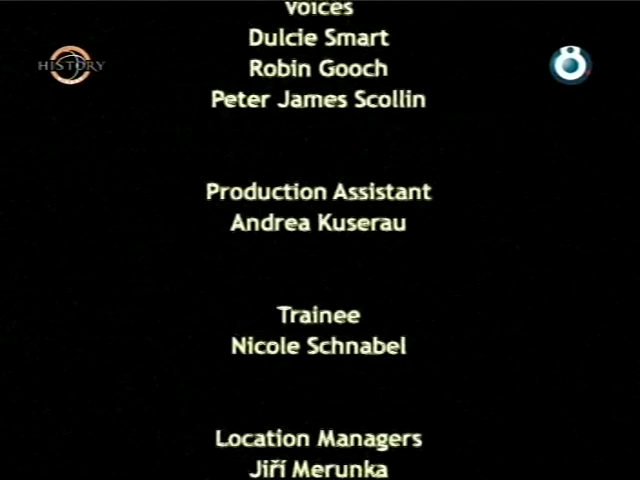 Voices
Dulcie Smart
HISTORY
Robin Gooch
Peter James Scollin
Production Assistant
Andrea Kuserau
Trainee
Nicole Schnabel
Location Managers
Jiří Merunka